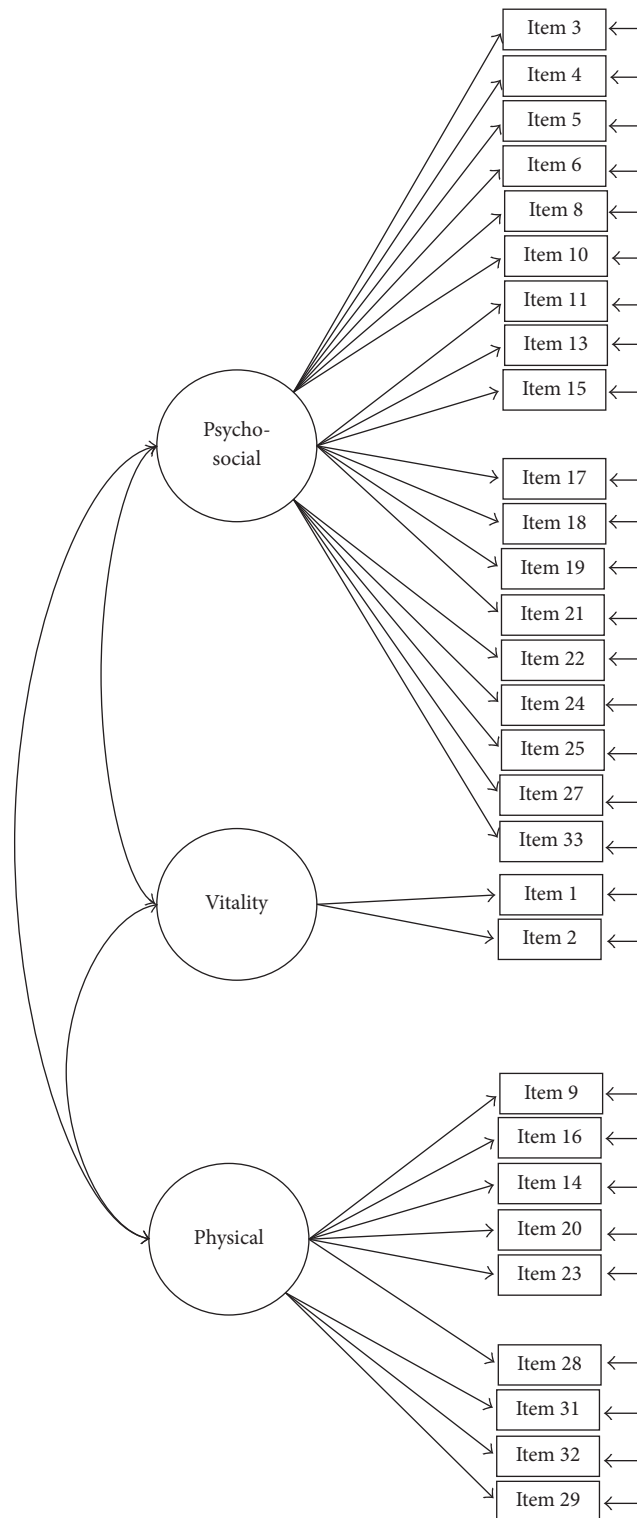 Item 3
Item 4
Item 5
Item 6
Item 8
Item 10
Item 11
Item 13
Item 15
Psycho-
social
Item 17
Item 18
Item 19
Item 21
Item 22
Item 24
Item 25
Item 27
Item 33
Vitality
Item 1
Item 2
Item 9
Item 16
Item 14
Item 20
Item 23
Physical
Item 28
Item 31
Item 32
Item 29